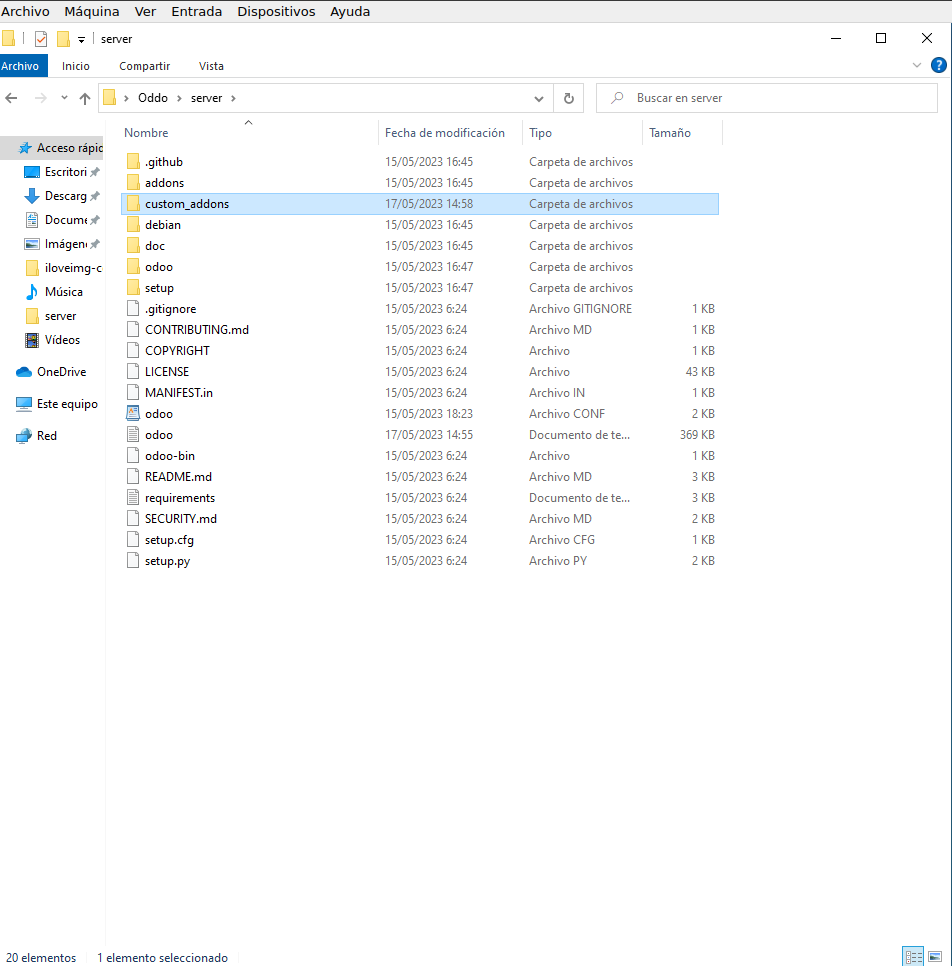 Archivo Máquina Ver Entrada Dispositivos Ayuda
server
Archivo Inicio Compartir Vista
Oddo server
Buscar en server
Nombre Fecha de modificación Tipo Tamaño
Acceso rápid
Escritori
Descarg
Docume
Imágene
iloveimg-c
Música
server
Vídeos
OneDrive
Este equipo
Red
.github 15/05/2023 16:45 Carpeta de archivos
addons 15/05/2023 16:45 Carpeta de archivos
custom_addons 17/05/2023 14:58 Carpeta de archivos
debian 15/05/2023 16:45 Carpeta de archivos
doc 15/05/2023 16:45 Carpeta de archivos
odoo 15/05/2023 16:47 Carpeta de archivos
setup 15/05/2023 16:47 Carpeta de archivos
.gitignore 15/05/2023 6:24 Archivo GITIGNORE 1 KB
CONTRIBUTING.md 15/05/2023 6:24 Archivo MD 1 KB
COPYRIGHT 15/05/2023 6:24 Archivo 1 KB
LICENSE 15/05/2023 6:24 Archivo 43 KB
MANIFEST.in 15/05/2023 6:24 Archivo IN 1 KB
odoo 15/05/2023 18:23 Archivo CONF 2 KB
odoo 17/05/2023 14:55 Documento de te... 369 KB
odoo-bin 15/05/2023 6:24 Archivo 1 KB
README.md 15/05/2023 6:24 Archivo MD 3 KB
requirements 15/05/2023 6:24 Documento de te... 3 KB
SECURITY.md 15/05/2023 6:24 Archivo MD 2 KB
setup.cfg 15/05/2023 6:24 Archivo CFG 1 KB
setup.py 15/05/2023 6:24 Archivo PY 2 KB
20 elementos 1 elemento seleccionado